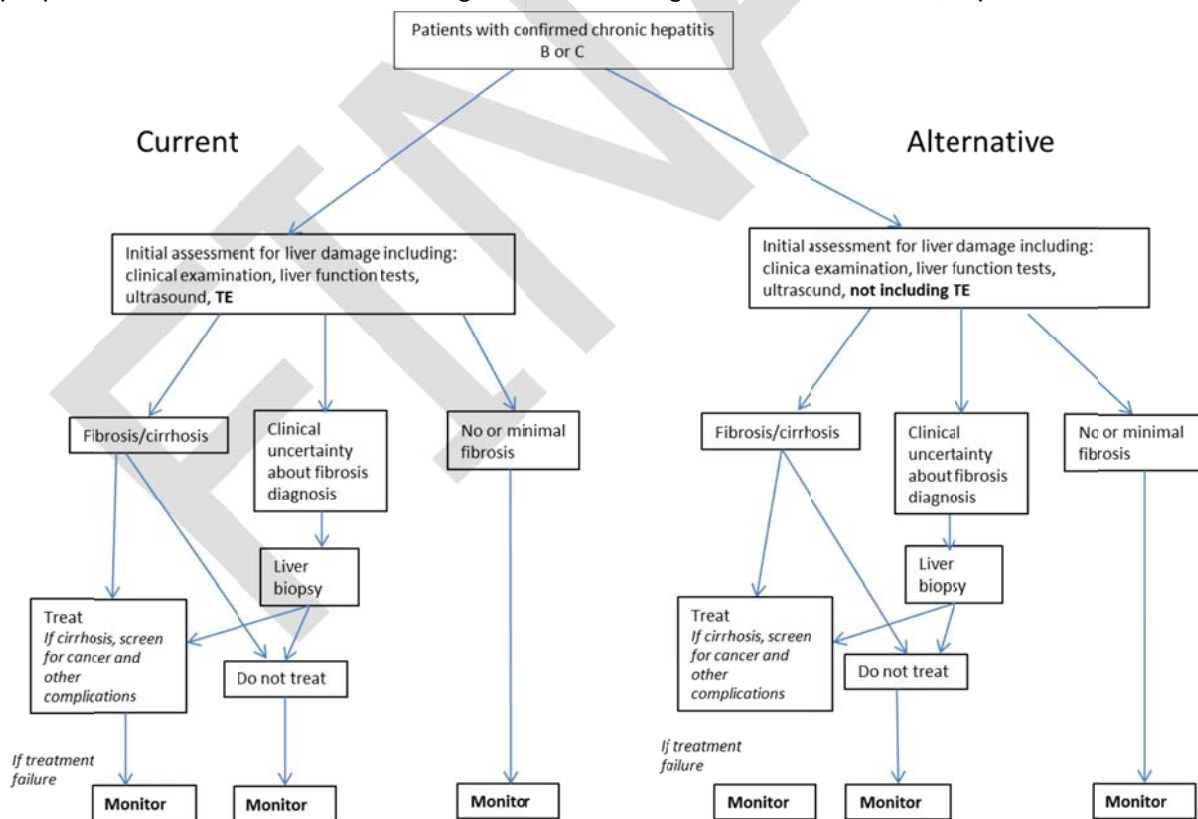 Patients with confirmed chronic hepatitis
B or C
Current
Alternative
Initial assessment for liver damage including:
clinical examination, liver function tests,
ultrasound, TE
Initial assessment for liver damage including:
clinica examination, liver function tests,
ultrascund, not including TE
Fibrosis/cirrhosis
Clinical
uncertainty
about fibrosis
diagnosis
No or minimal
fibrosis
Fibrosis/cirrhosis
Clinical
uncertainty
about fibrosis
diagnosis
No or minimal
fibrosis
Liver
biopsy
Liver
biopsy
Treat
If cirrhosis, screen
for cancer and
other
complications
Do not treat
Treat
If cirrhosis, screen
for cancer and
other
complications
Do not treat
If treatment
failure
If treatment
failure
Monitor
Monitor
Monitor
Monitor
Monitor
Monitor